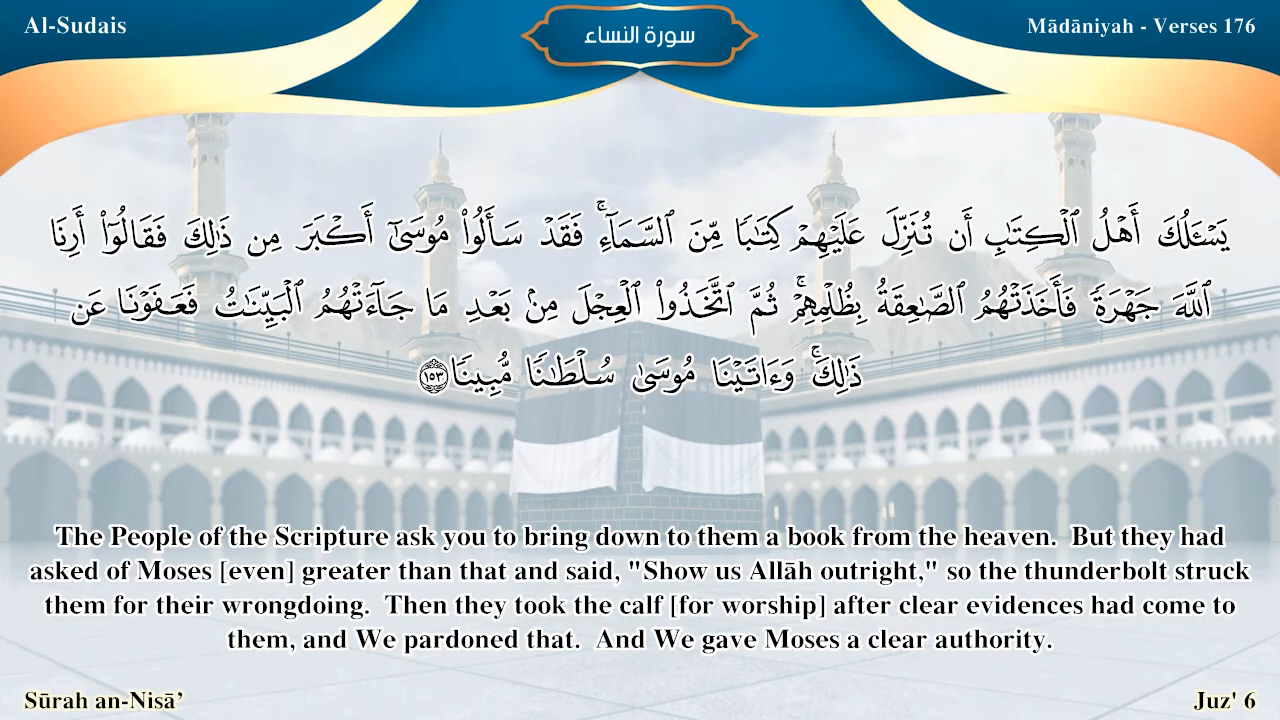 Al-Sudais
سورة النساء
Mādāniyah - Verses 176
يَسْـَٔلُكَ أَهْلُ ٱلْكِتَـٰبِ أَن تُنَزِّلَ عَلَيْهِمْ كِتَـٰبًا مِّنَ ٱلسَّمَآءِ ۚ فَقَدْ سَأَلُوا۟ مُوسَىٰٓ أَكْبَرَ مِن ذَٰلِكَ فَقَالُوٓا۟ أَرِنَا
ٱللَّهَ جَهْرَةً فَأَخَذَتْهُمُ ٱلصَّـٰعِقَةُ بِظُلْمِهِمْ ۚ ثُمَّ ٱتَّخَذُوا۟ ٱلْعِجْلَ مِنۢ بَعْدِ مَا جَآءَتْهُمُ ٱلْبَيِّنَـٰتُ فَعَفَوْنَا عَن
ذَٰلِكَ ۚ وَءَاتَيْنَا مُوسَىٰ سُلْطَـٰنًا مُّبِينًا ١٥٣
The People of the Scripture ask you to bring down to them a book from the heaven.  But they had
asked of Moses [even] greater than that and said, "Show us Allāh outright," so the thunderbolt struck
them for their wrongdoing.  Then they took the calf [for worship] after clear evidences had come to
them, and We pardoned that.  And We gave Moses a clear authority.
Sūrah an-Nisā’
Juz' 6